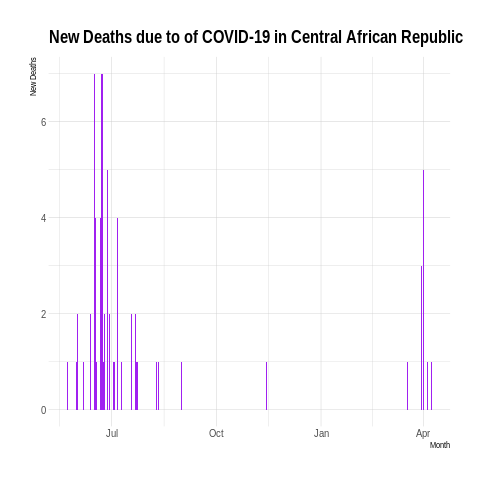 New Deaths due to of COVID-19 in Central African Republic
New Deaths
6
4
2
0
Jul Oct Jan Apr
Month